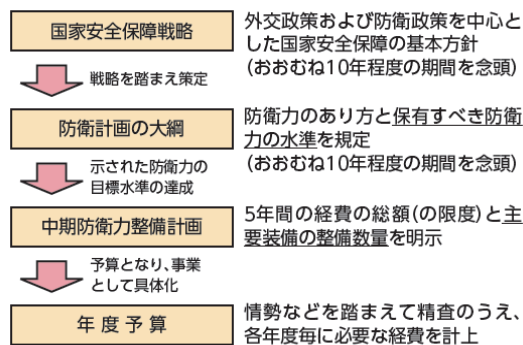 国家安全保障戦略
外交政策および防衛政策を中心と
した国家安全保障の基本方針
（おおむね10年程度の期間を念頭）
戦略を踏まえ策定
防衛計画の大綱
防衛力のあり方と保有すべき防衛
力の水準を規定
（おおむね10年程度の期間を念頭）
示された防衛力の
目標水準の達成
中期防衛力整備計画
5年間の経費の総額（の限度）と主
要装備の整備数量を明示
予算となり、事業
として具体化
年度予算
情勢などを踏まえて精査のうえ、
各年度毎に必要な経費を計上